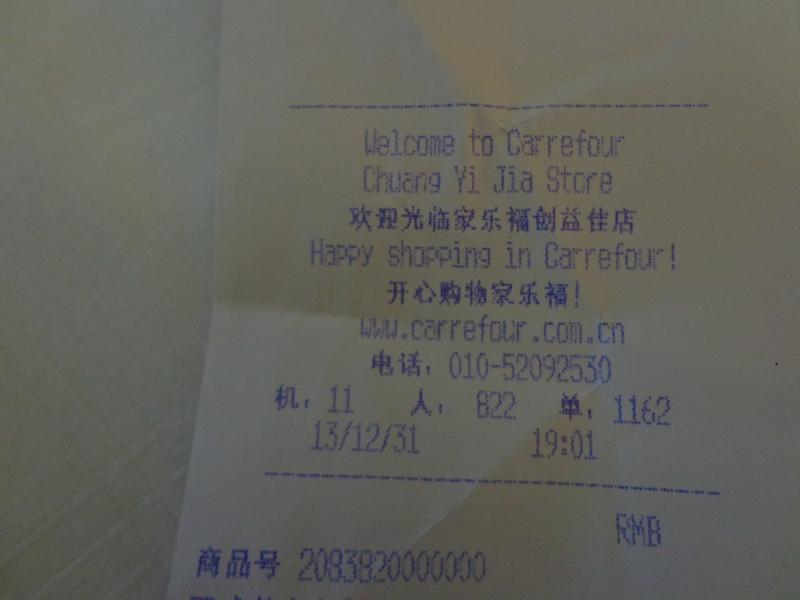 Welcome to Carrefour
Chuang Yi Jia Store
欢迎光临家乐福创益佳店
Happy shopping in Carrefour!
开心购物家乐福!
www.carrefour.com.cn
电话: 010-52092530
机: 11 人: 822 单: 1162
13/12/31 19:01
RMB
商品号 2083820000000